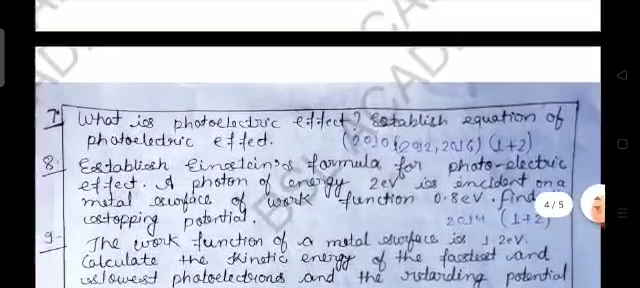 7. What is photoelectric effect? Establish equation of
photoelectric effect. (2010, 2012, 2016) (1+2)
8. Establish Einstein's formula for photo-electric
effect. A photon of energy 2eV is encident on a
metal surface of work function 0.8eV. find
stopping potential. 2014 (1+2)
4/5
9. The work function of a metal surface is 1.2eV.
Calculate the kinetic energy of the fastest and
slowest photoelectrons and the retarding potential